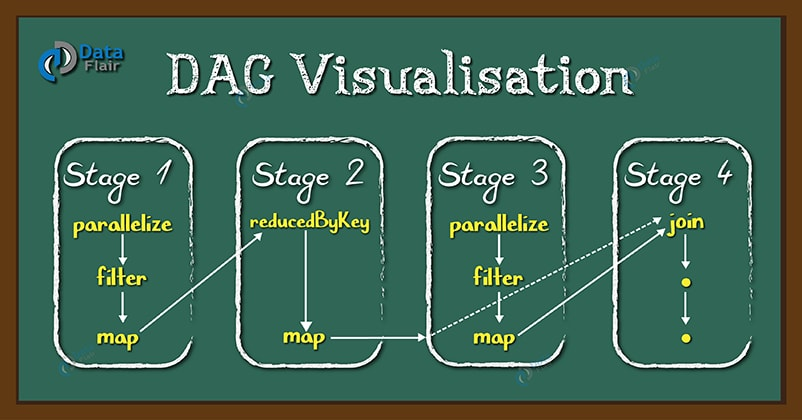 Data
Flair
DAG Visualisation
Stage 1
parallelize
filter
map
Stage 2
reducedByKey
map
Stage 3
parallelize
filter
map
Stage 4
join